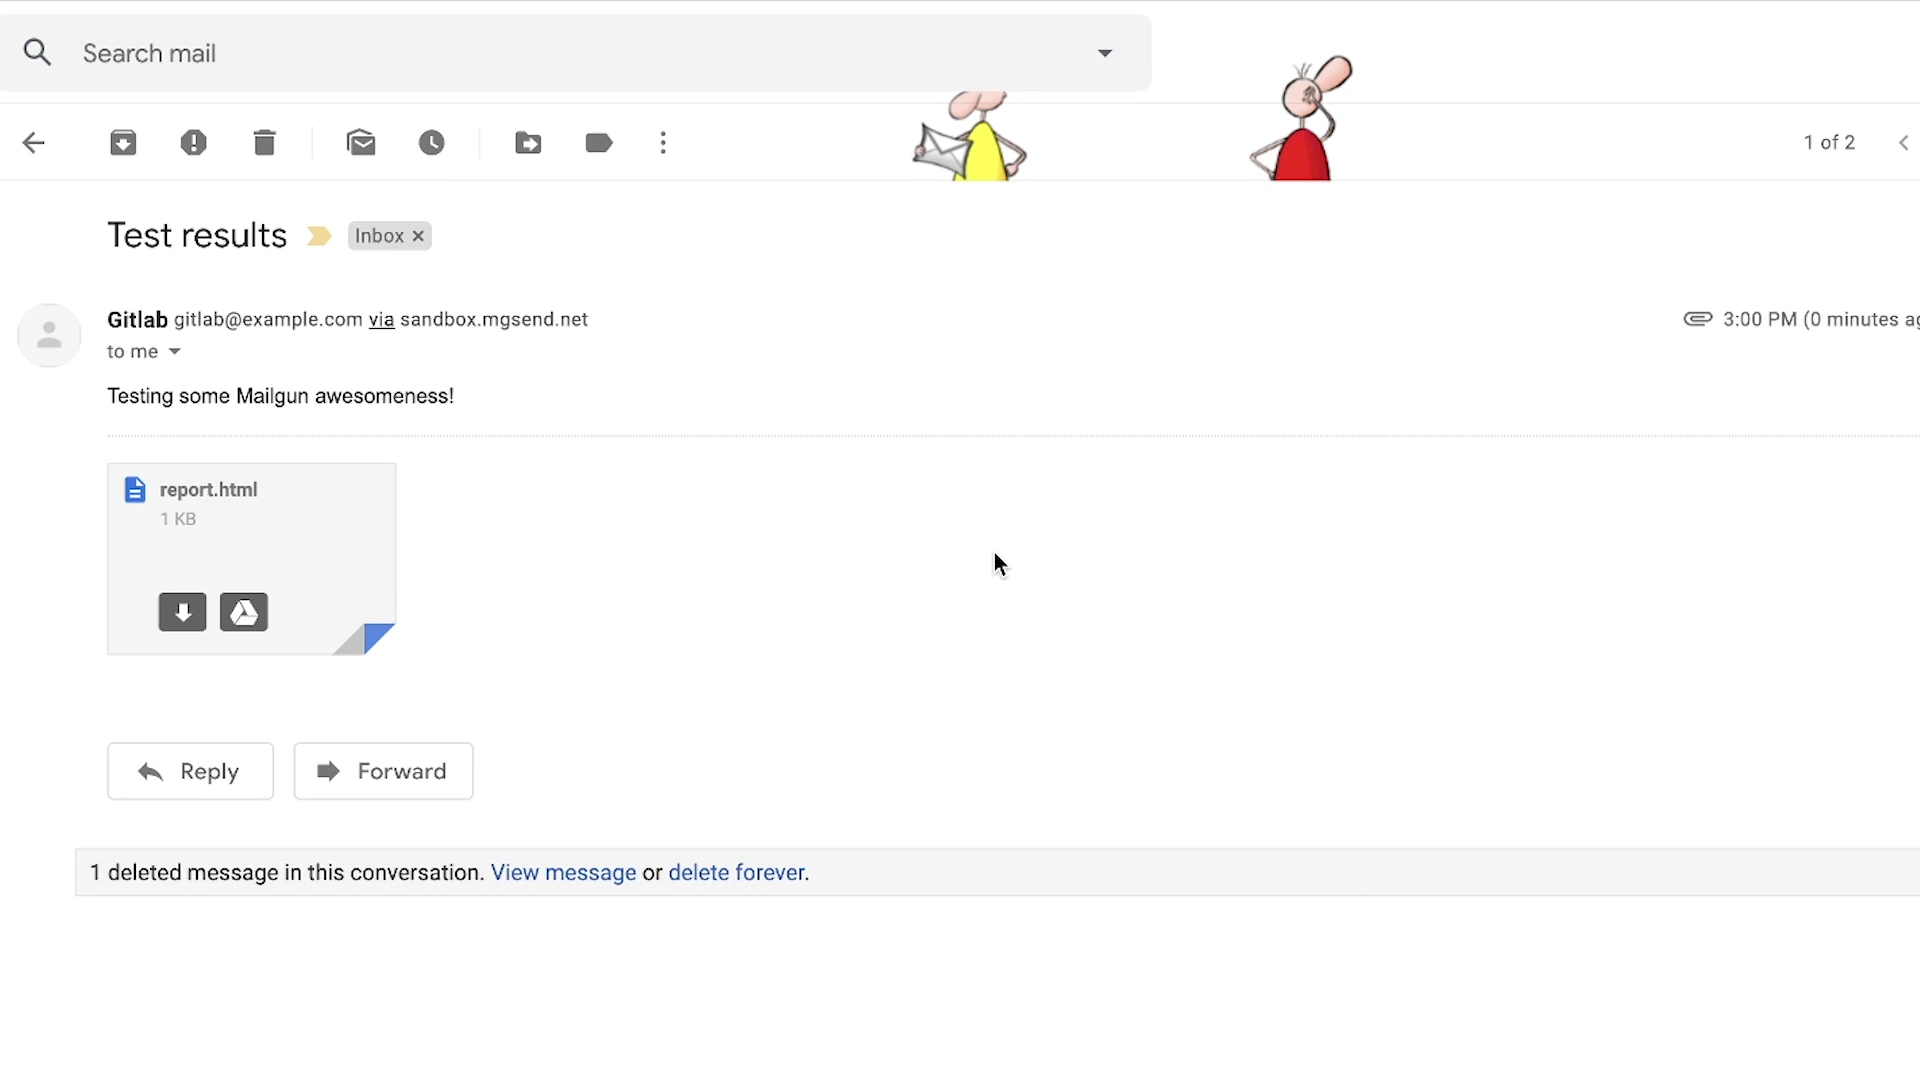 Search mail
1 of 2
Test results
Inbox
Gitlab gitlab@example.com via sandbox.mgsend.net
3:00 PM (0 minutes ag
to me
Testing some Mailgun awesomeness!
report.html
1 KB
Reply
Forward
1 deleted message in this conversation. View message or delete forever.